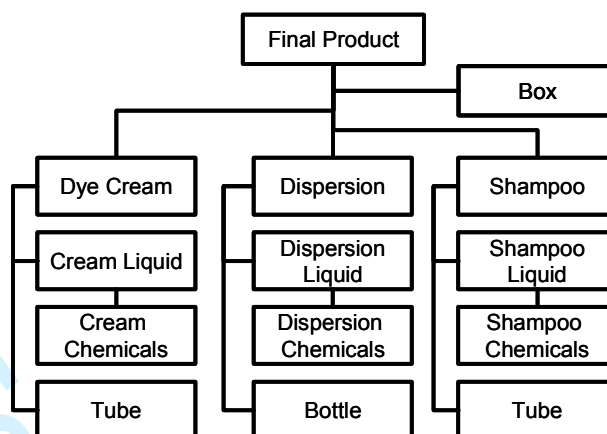 Final Product
Box
Dye Cream
Dispersion
Shampoo
Cream Liquid
Dispersion
Liquid
Shampoo
Liquid
Cream
Chemicals
Dispersion
Chemicals
Shampoo
Chemicals
Tube
Bottle
Tube